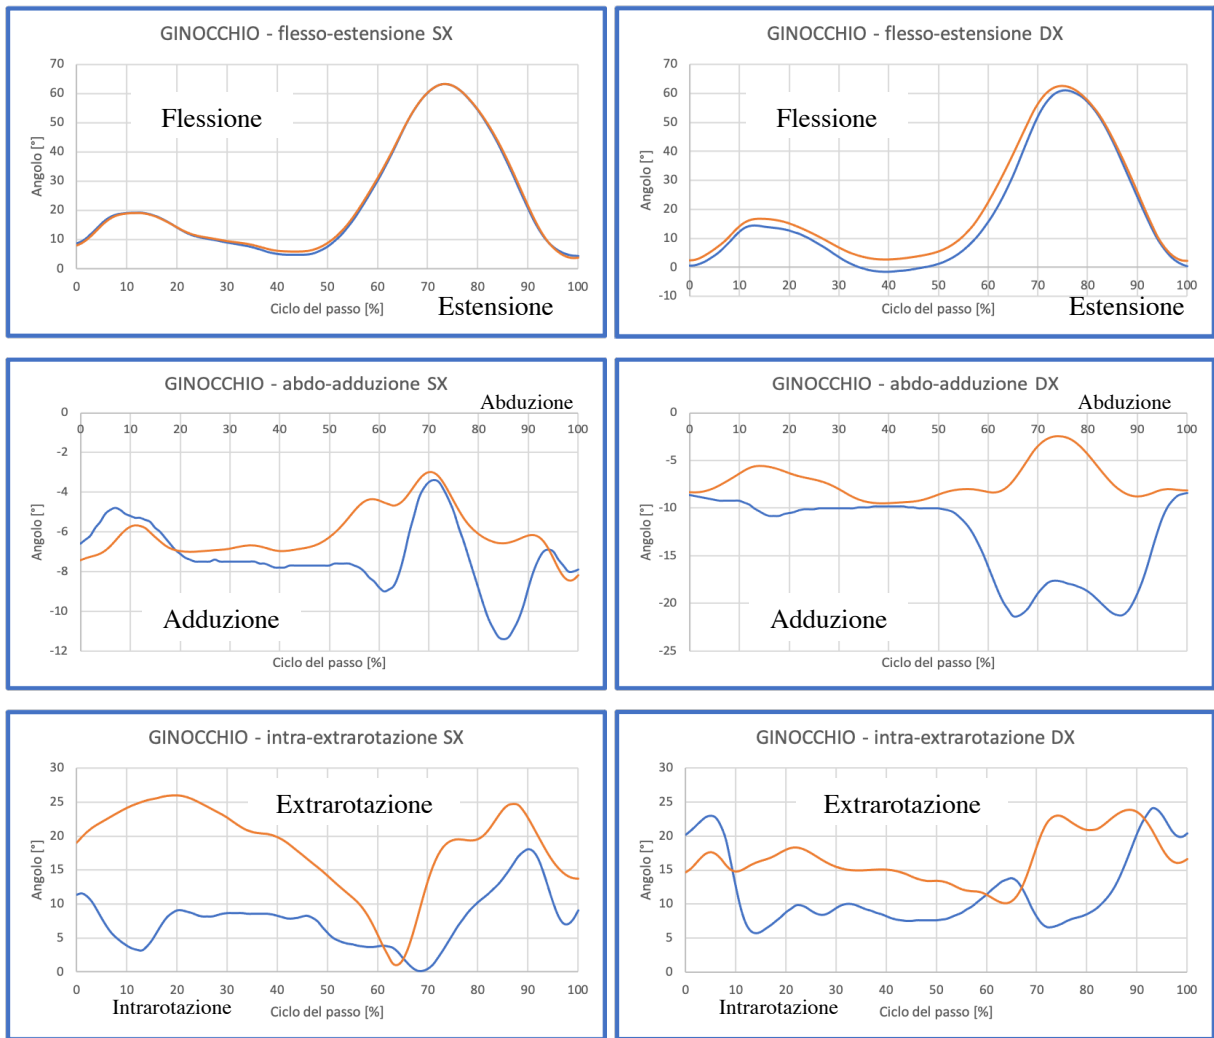 GINOCCHIO - flesso-estensione SX
70
60
50
40
30
20
10
0
Angolo [°]
Flessione
0 10 20 30 40 50 60 70 80 90 100
Ciclo del passo [%]
Estensione
GINOCCHIO - flesso-estensione DX
70
60
50
40
30
20
10
0
-10
Angolo [°]
Flessione
0 10 20 30 40 50 60 70 80 90 100
Ciclo del passo [%]
Estensione
GINOCCHIO - abdo-adduzione SX
Abduzione
0
-2
-4
-6
-8
-10
-12
Angolo [°]
0 10 20 30 40 50 60 70 80 90 100
Adduzione
Ciclo del passo [%]
GINOCCHIO - abdo-adduzione DX
Abduzione
0
-5
-10
-15
-20
-25
Angolo [°]
0 10 20 30 40 50 60 70 80 90 100
Adduzione
Ciclo del passo [%]
GINOCCHIO - intra-extrarotazione SX
30
25
20
15
10
5
0
Angolo [°]
Extrarotazione
0 10 20 30 40 50 60 70 80 90 100
Intrarotazione
Ciclo del passo [%]
GINOCCHIO - intra-extrarotazione DX
30
25
20
15
10
5
0
Angolo [°]
Extrarotazione
0 10 20 30 40 50 60 70 80 90 100
Intrarotazione
Ciclo del passo [%]